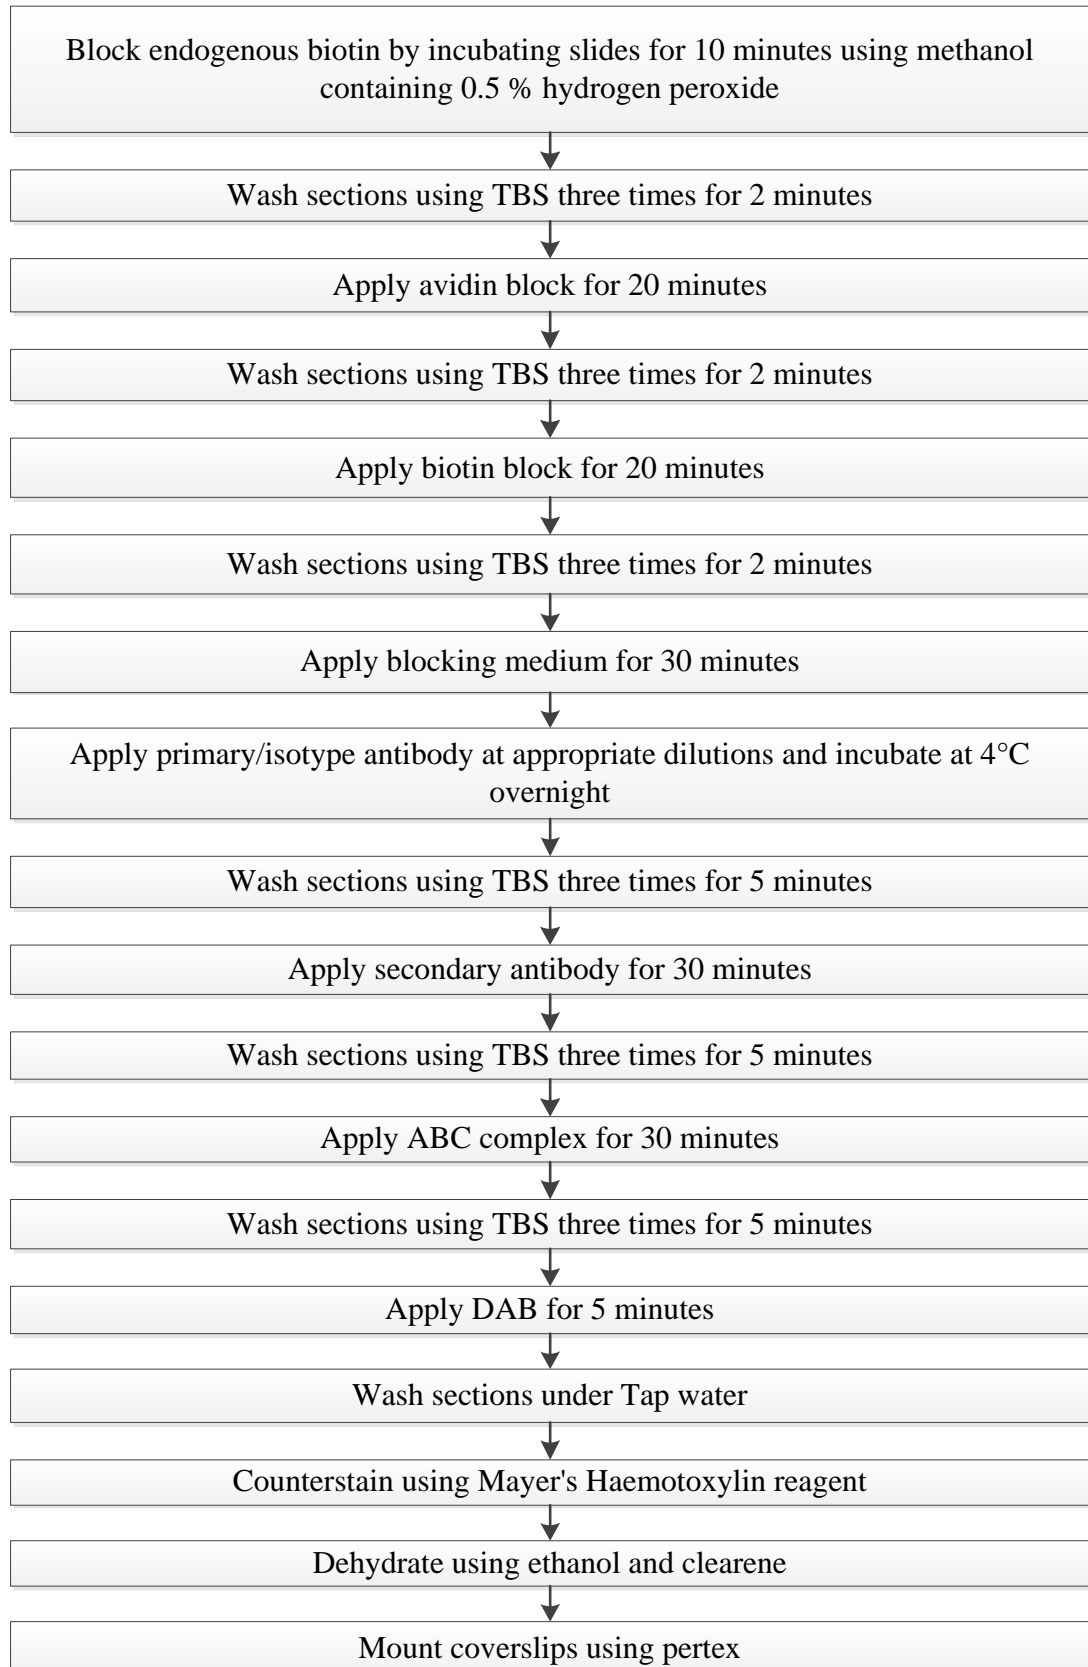 Block endogenous biotin by incubating slides for 10 minutes using methanol
containing 0.5 % hydrogen peroxide
Wash sections using TBS three times for 2 minutes
Apply avidin block for 20 minutes
Wash sections using TBS three times for 2 minutes
Apply biotin block for 20 minutes
Wash sections using TBS three times for 2 minutes
Apply blocking medium for 30 minutes
Apply primary/isotype antibody at appropriate dilutions and incubate at 4°C
overnight
Wash sections using TBS three times for 5 minutes
Apply secondary antibody for 30 minutes
Wash sections using TBS three times for 5 minutes
Apply ABC complex for 30 minutes
Wash sections using TBS three times for 5 minutes
Apply DAB for 5 minutes
Wash sections under Tap water
Counterstain using Mayer's Haemotoxylin reagent
Dehydrate using ethanol and clearene
Mount coverslips using pertex